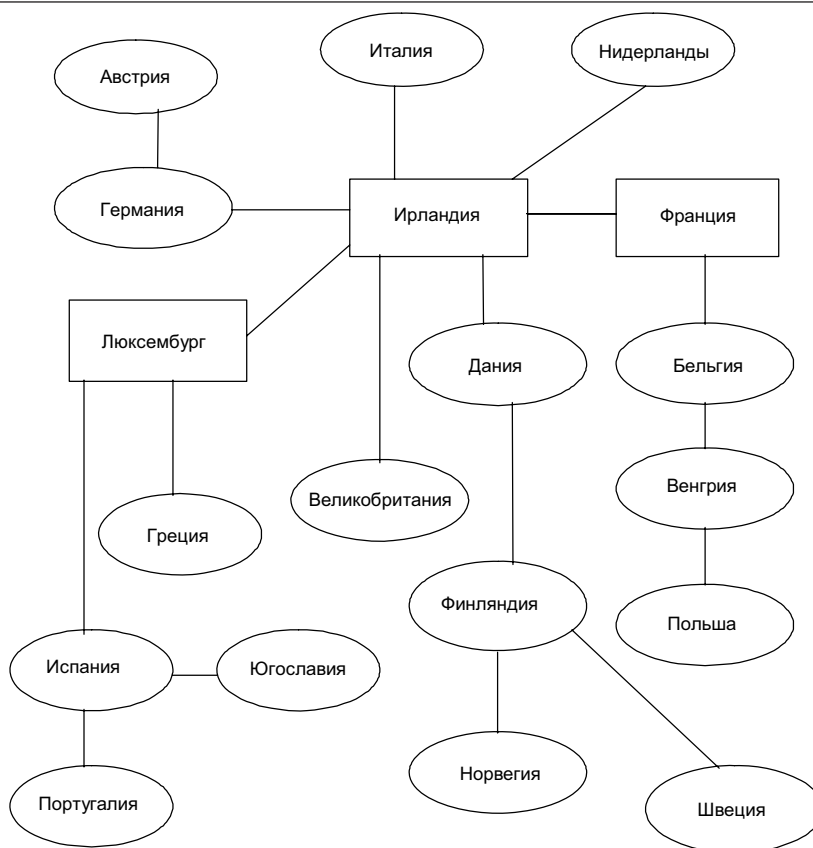 Италия
Нидерланды
Австрия
Германия
Ирландия
Франция
Люксембург
Дания
Бельгия
Великобритания
Венгрия
Греция
Финляндия
Польша
Испания
Югославия
Норвегия
Португалия
Швеция